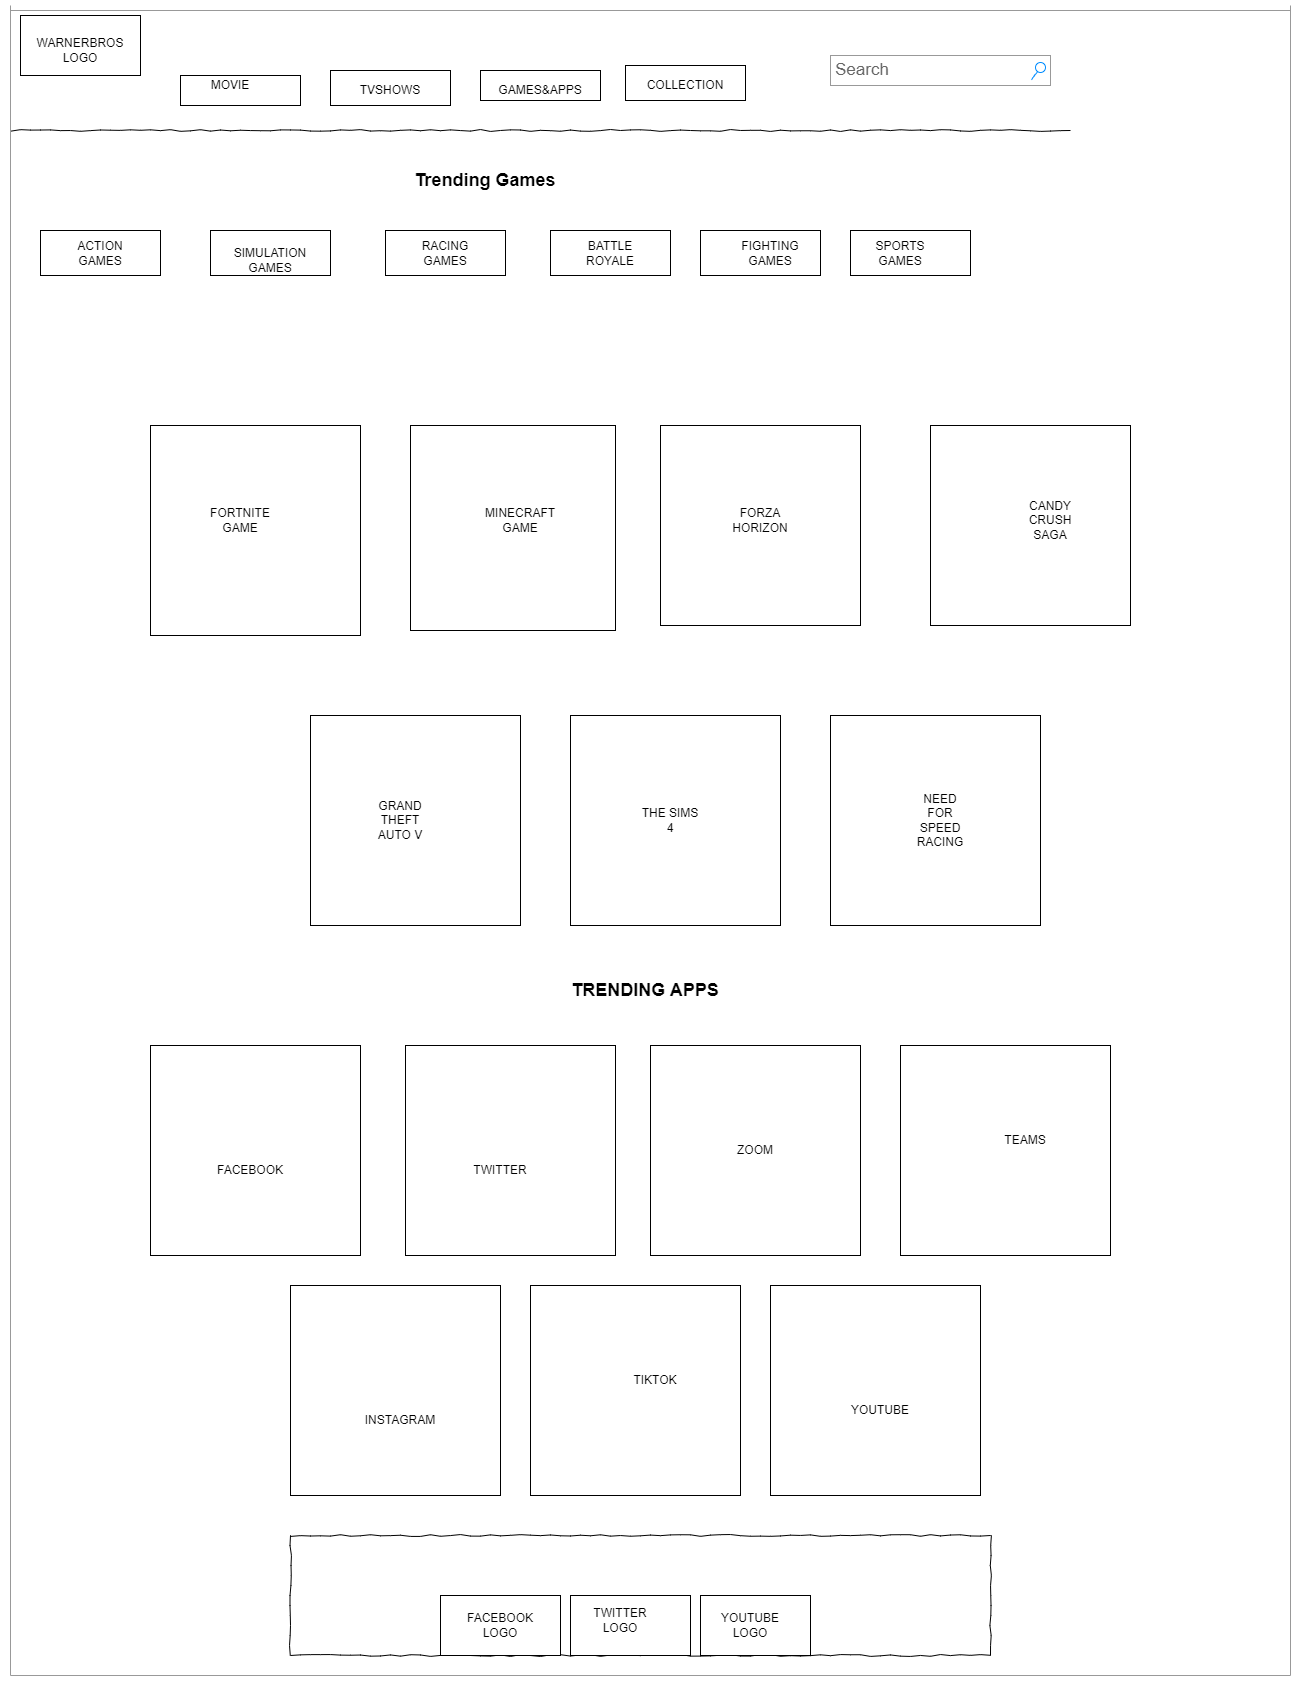 WARNERBROS
LOGO
MOVIE
TVSHOWS
GAMES&APPS
COLLECTION
Search
Trending Games
ACTION
GAMES
SIMULATION
GAMES
RACING
GAMES
BATTLE
ROYALE
FIGHTING
GAMES
SPORTS
GAMES
FORTNITE
GAME
MINECRAFT
GAME
FORZA
HORIZON
CANDY
CRUSH
SAGA
GRAND
THEFT
AUTO V
THE SIMS
4
NEED
FOR
SPEED
RACING
TRENDING APPS
FACEBOOK
TWITTER
ZOOM
TEAMS
INSTAGRAM
TIKTOK
YOUTUBE
FACEBOOK
LOGO
TWITTER
LOGO
YOUTUBE
LOGO